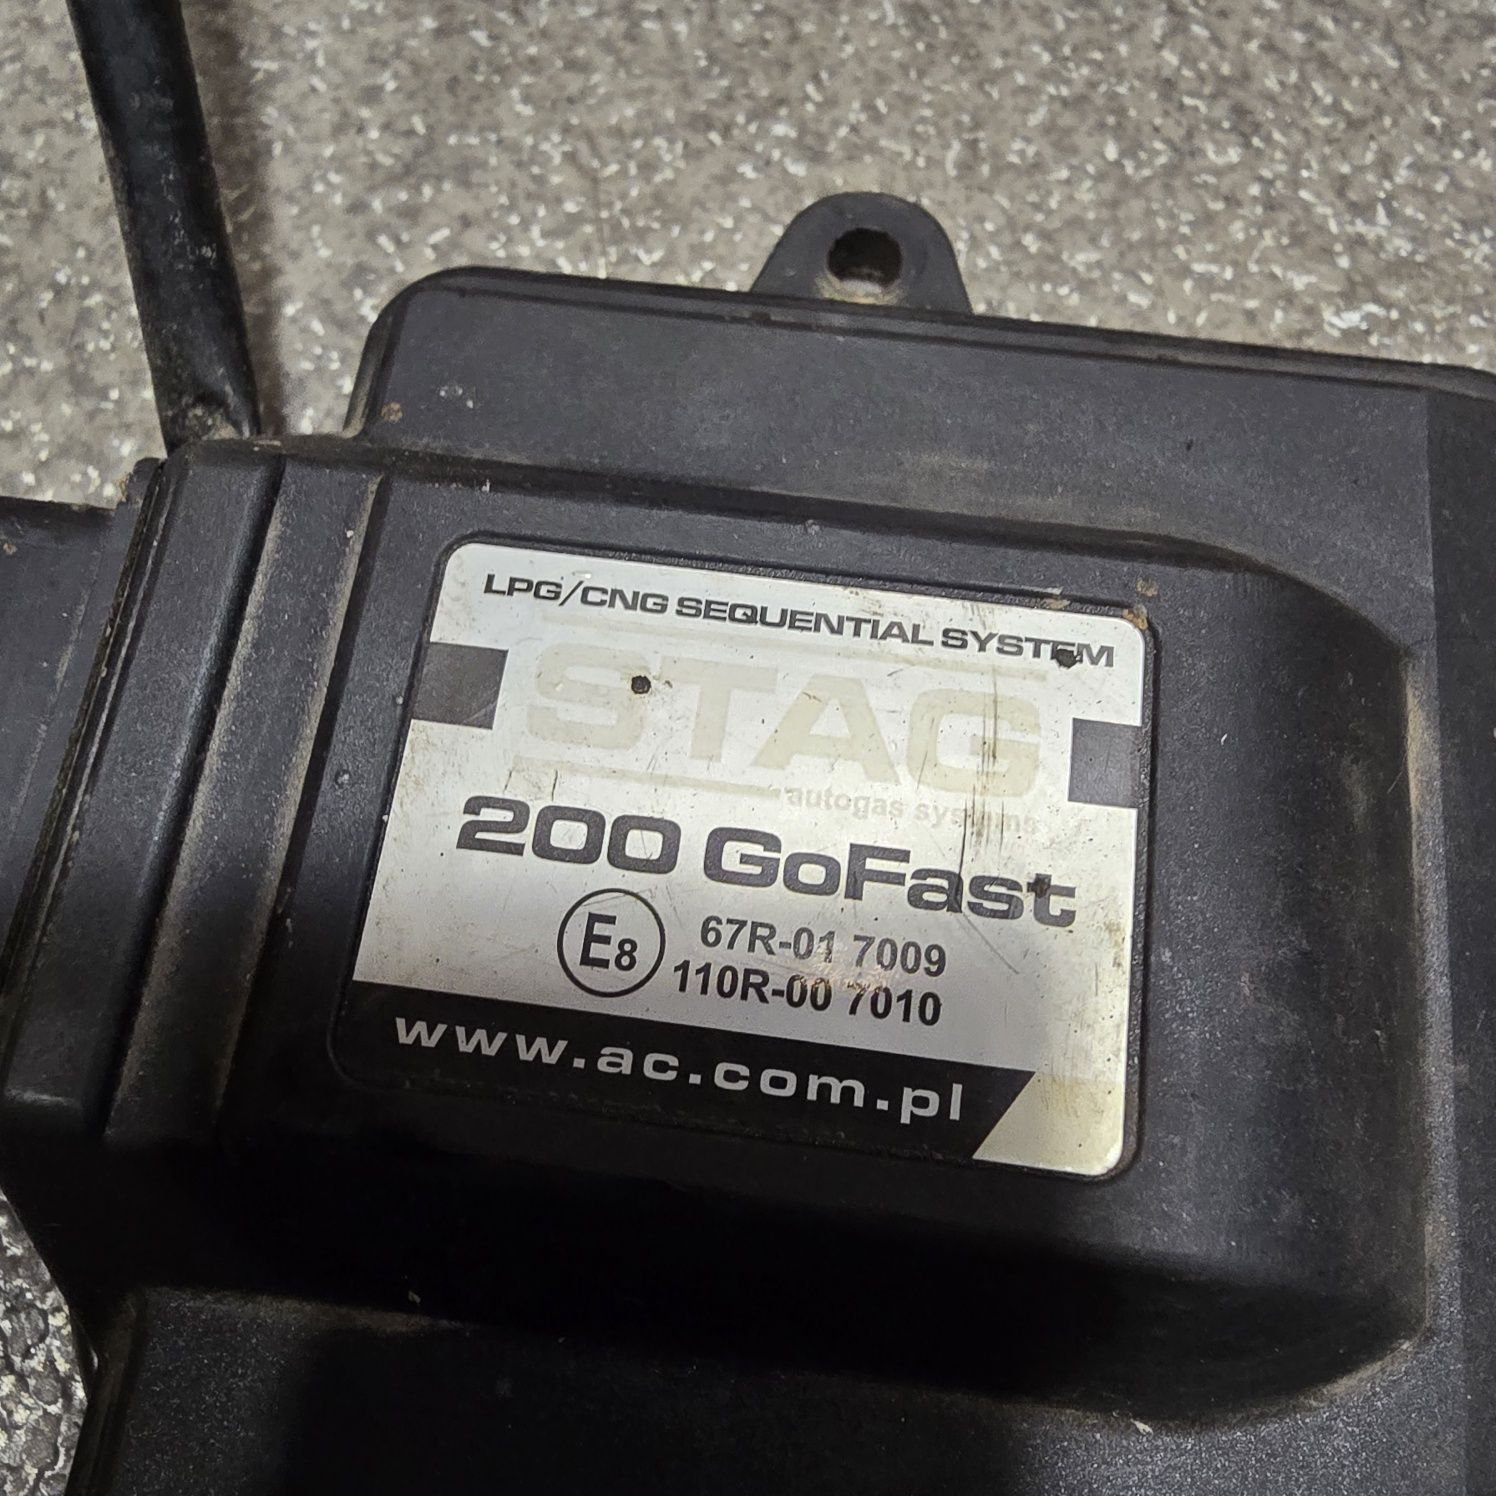 LPG/CNG SEQUENTIAL SYSTEM
STAG
autogas systems
200 GoFast
E8 67R-01 7009
110R-00 7010
www.ac.com.pl